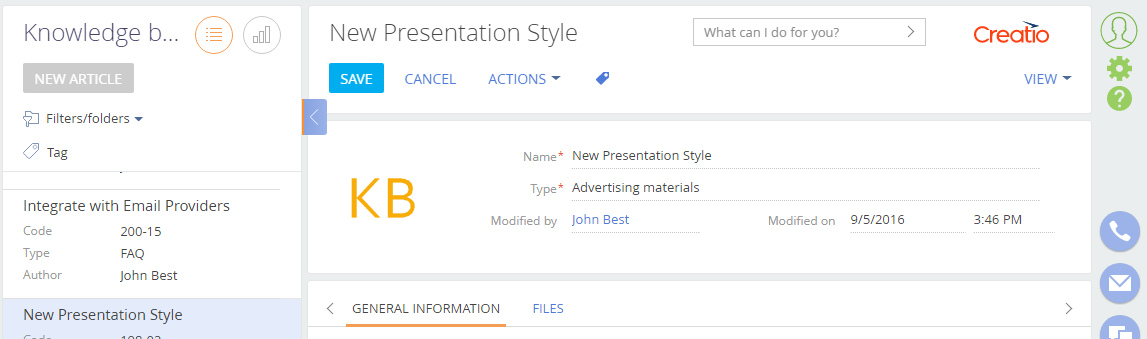 Knowledge b...
NEW ARTICLE
Filters/folders
Tag
Integrate with Email Providers
Code 200-15
Type FAQ
Author John Best
New Presentation Style
New Presentation Style
What can I do for you?
Creatio
SAVE CANCEL ACTIONS VIEW
KB
Name* New Presentation Style
Type* Advertising materials
Modified by John Best Modified on 9/5/2016 3:46 PM
GENERAL INFORMATION FILES